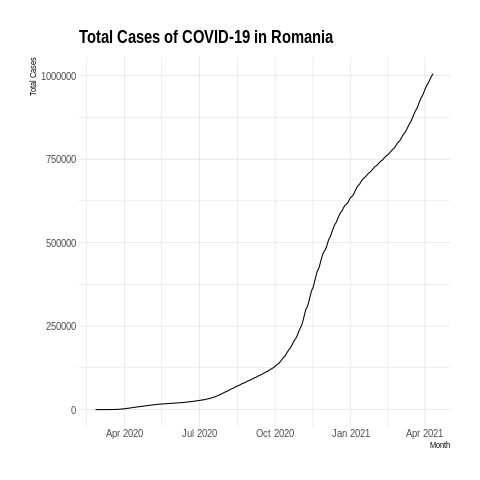 Total Cases of COVID-19 in Romania
Total Cases
1000000
750000
500000
250000
0
Apr 2020 Jul 2020 Oct 2020 Jan 2021 Apr 2021
Month